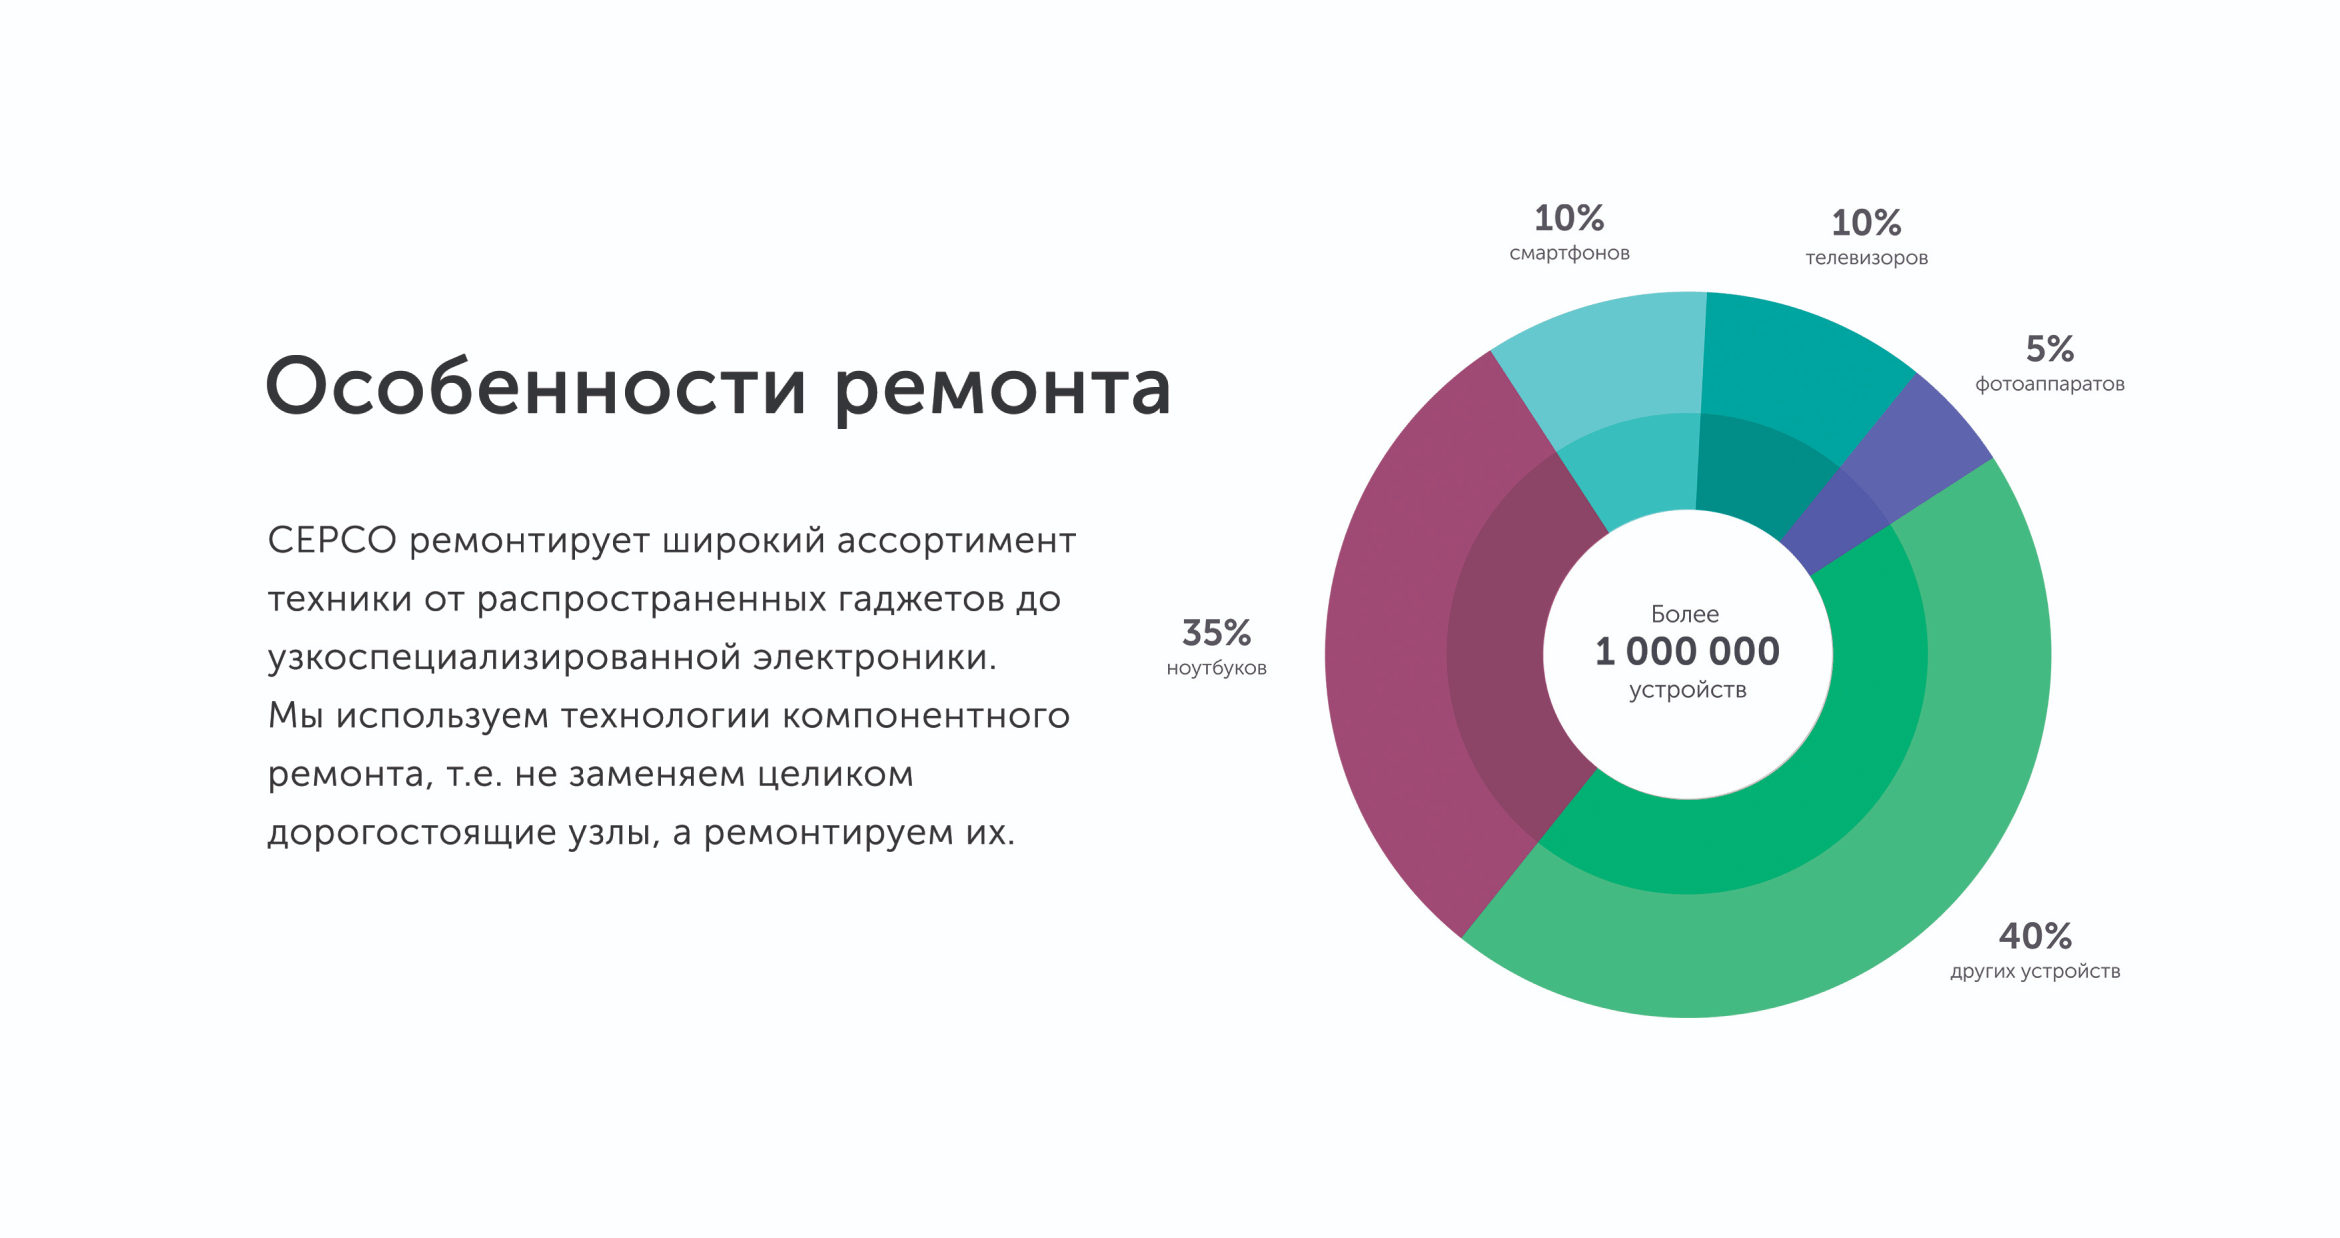 Особенности ремонта
СЕРСО ремонтирует широкий ассортимент
техники от распространенных гаджетов до
узкоспециализированной электроники.
Мы используем технологии компонентного
ремонта, т.е. не заменяем целиком
дорогостоящие узлы, а ремонтируем их.
10%
смартфонов
10%
телевизоров
5%
фотоаппаратов
35%
ноутбуков
Более
1 000 000
устройств
40%
других устройств